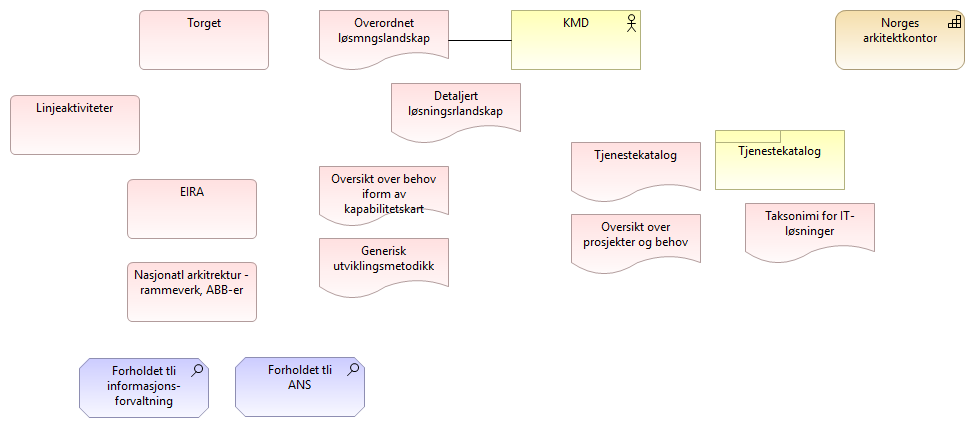 Torget
Overordnet
løsmngslandskap
KMD
Norges
arkitektkontor
Linjeaktiviteter
Detaljert
løsningsrlandskap
Tjenestekatalog
Tjenestekatalog
EIRA
Oversikt over behov
iform av
kapabilitetskart
Taksonimi for IT-
løsninger
Oversikt over
prosjekter og behov
Generisk
utviklingsmetodikk
Nasjonatl arkitrektur -
rammeverk, ABB-er
Forholdet tli
informasjons-
forvaltning
Forholdet tli
ANS